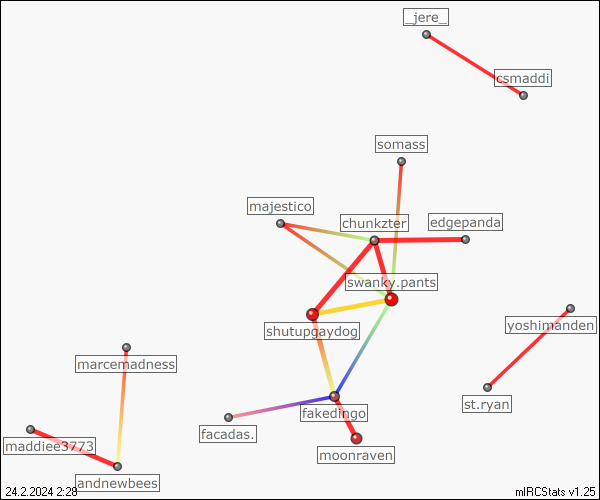 _jere_
csmaddi
somass
majestico
chunkzter
edgepanda
swanky.pants
yoshimanden
shutupgaydog
marcemadness
fakedingo
st.ryan
facadas.
maddiee3773
moonraven
andnewbees
24.2.2024 2:28
mIRCStats v1.25